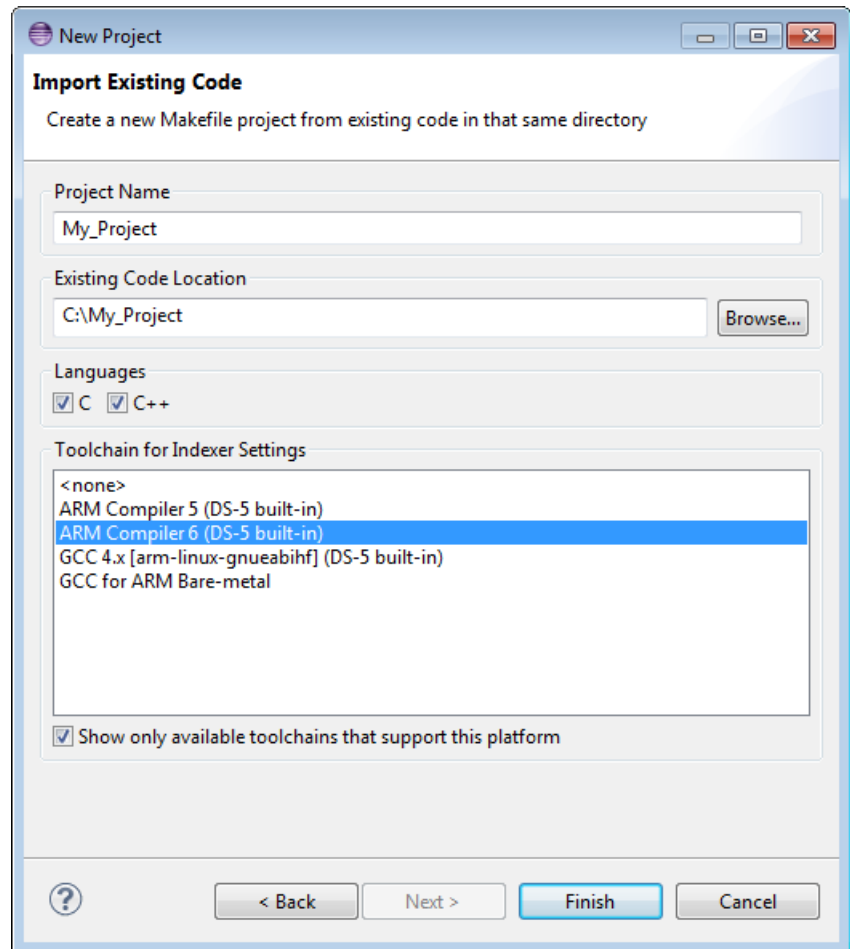 New Project
Import Existing Code
Create a new Makefile project from existing code in that same directory
Project Name
My_Project
Existing Code Location
C:\My_Project
Browse...
Languages
C C++
Toolchain for Indexer Settings
<none>
ARM Compiler 5 (DS-5 built-in)
ARM Compiler 6 (DS-5 built-in)
GCC 4.x [arm-linux-gnueabihf] (DS-5 built-in)
GCC for ARM Bare-metal
Show only available toolchains that support this platform
? < Back Next > Finish Cancel